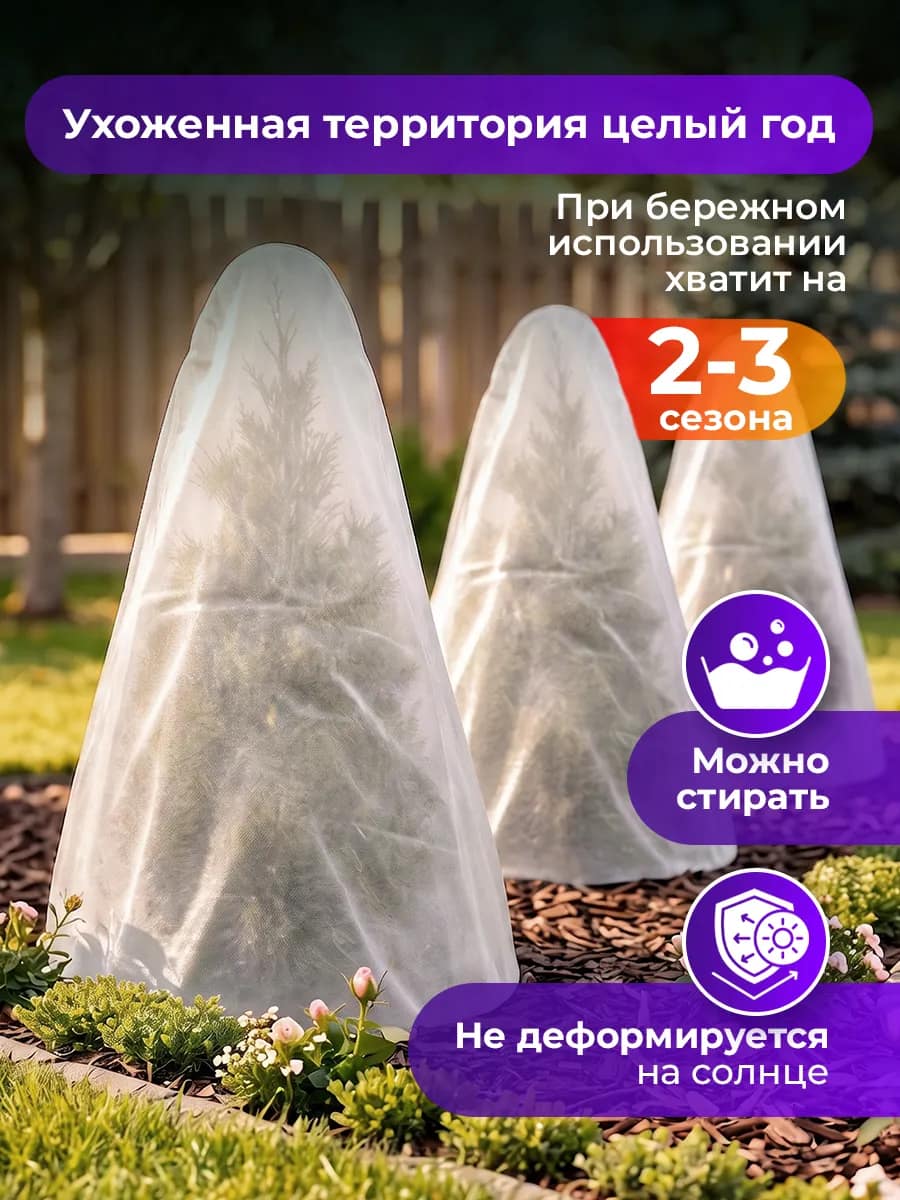 Ухоженная территория целый год
При бережном
использовании
хватит на
2-3
сезона
Можно
стирать
Не деформируется
на солнце